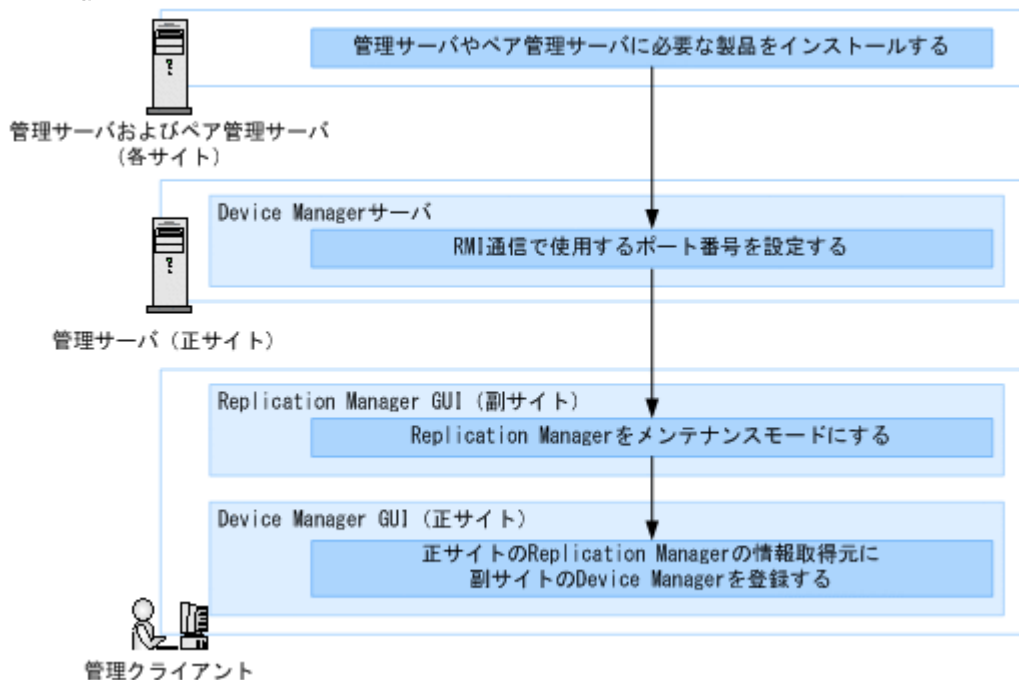 管理サーバやペア管理サーバに必要な製品をインストールする
管理サーバおよびペア管理サーバ
(各サイト)
Device Managerサーバ
RMI通信で使用するポート番号を設定する
管理サーバ（正サイト）
Replication Manager GUI（副サイト）
Replication Managerをメンテナンスモードにする
Device Manager GUI（正サイト）
正サイトのReplication Managerの情報取得元に
副サイトのDevice Managerを登録する
管理クライアント